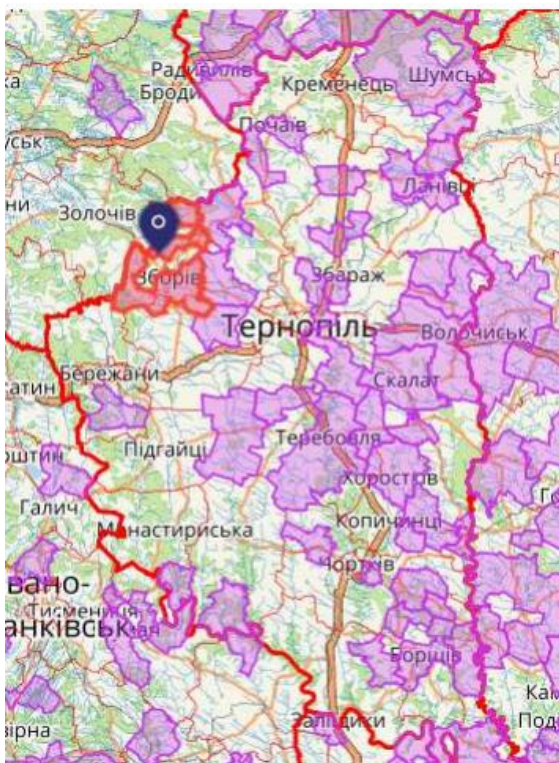 Радивилів
Броди
Кременець
Шумськ
Почаїв
Ланівці
Золочів
Зборів
Збараж
Тернопіль
Волочиськ
Бережани
Скалат
Підгайці
Теребовля
Хоростків
Галич
Копичинці
Монастириська
Чортків
Тисмениця
Борщів
Заліщики